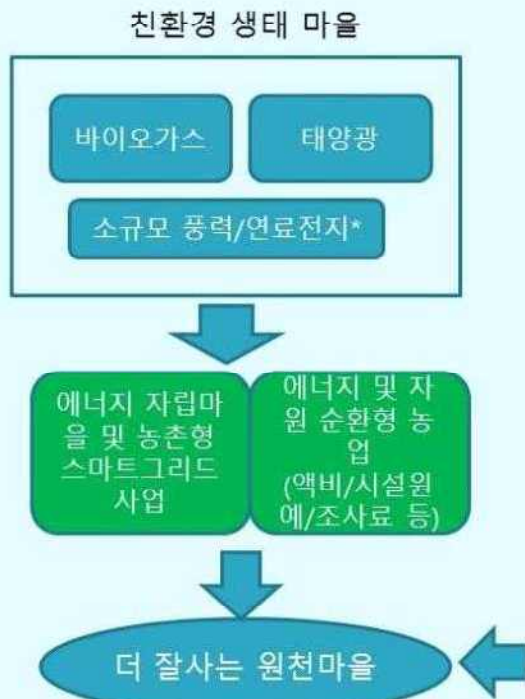 친환경 생태 마을
바이오가스
태양광
소규모 풍력/연료전지*
에너지 자립마
을 및 농촌형
스마트그리드
사업
에너지 및 자
원 순환형 농
업
(액비/시설원
예/조사료 등)
더 잘사는 원천마을